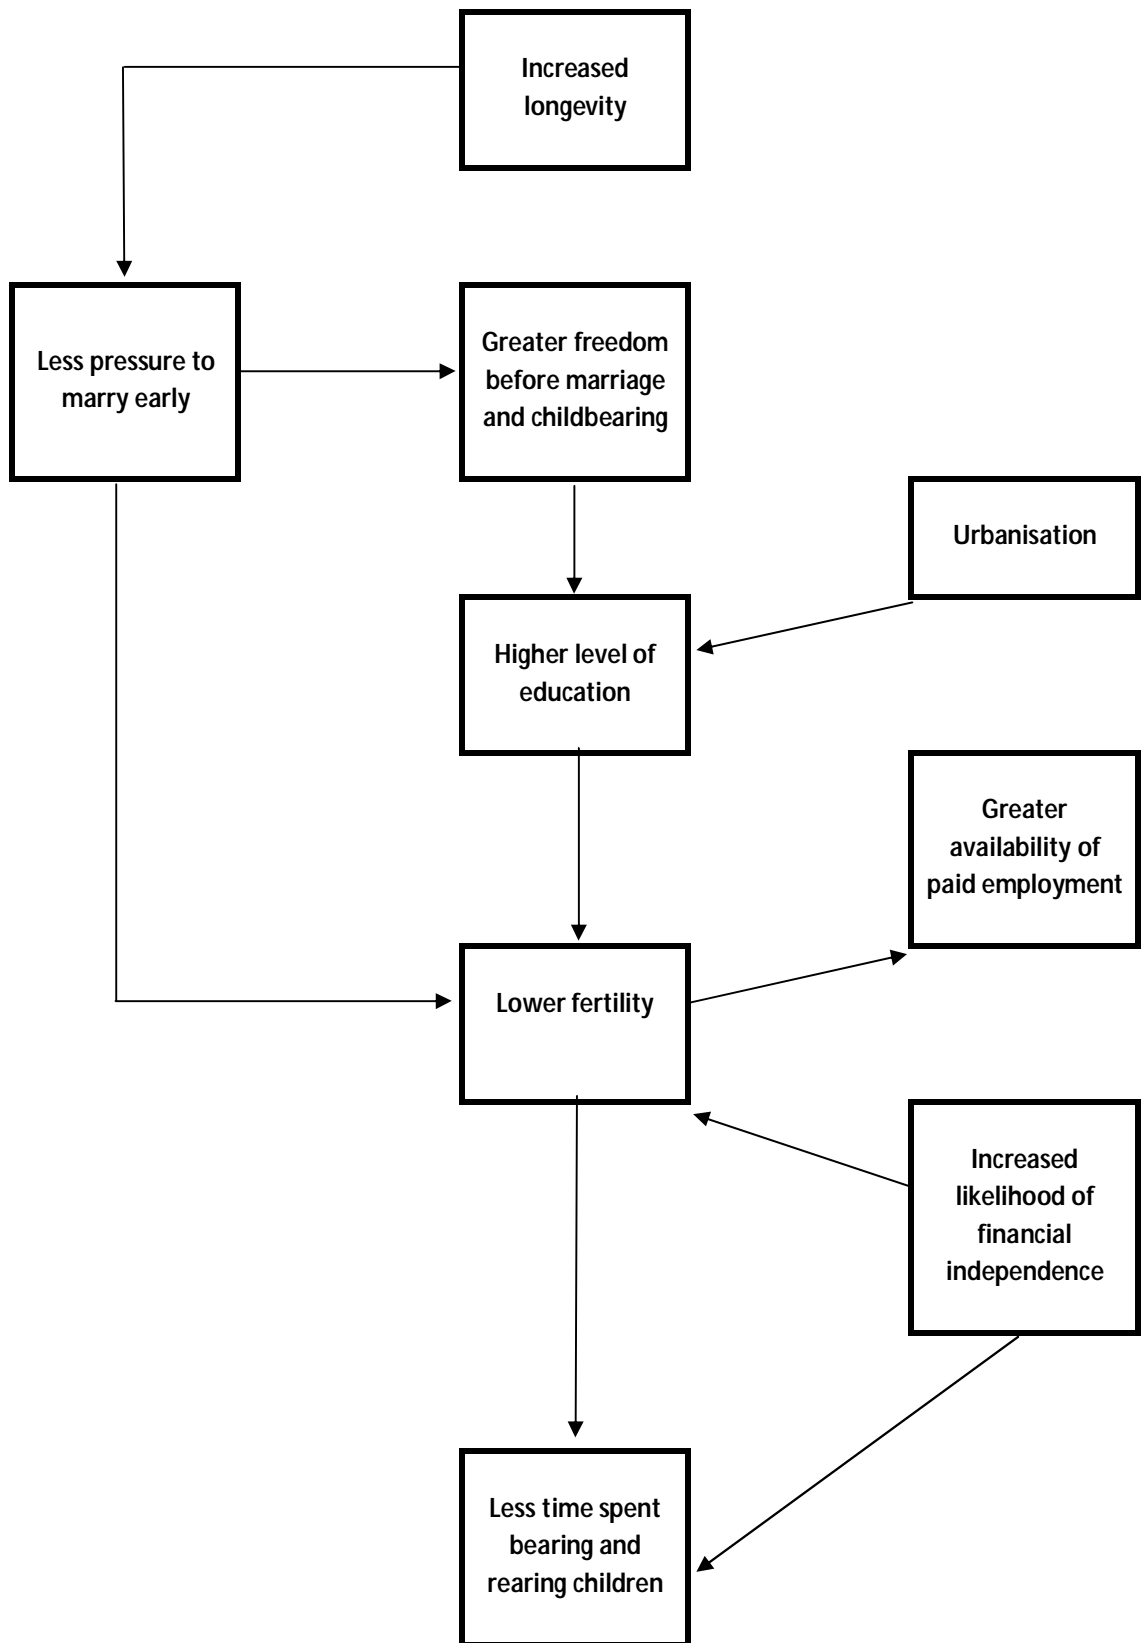 Increased
longevity
Less pressure to
marry early
Greater freedom
before marriage
and childbearing
Urbanisation
Higher level of
education
Greater
availability of
paid employment
Lower fertility
Increased
likelihood of
financial
independence
Less time spent
bearing and
rearing children